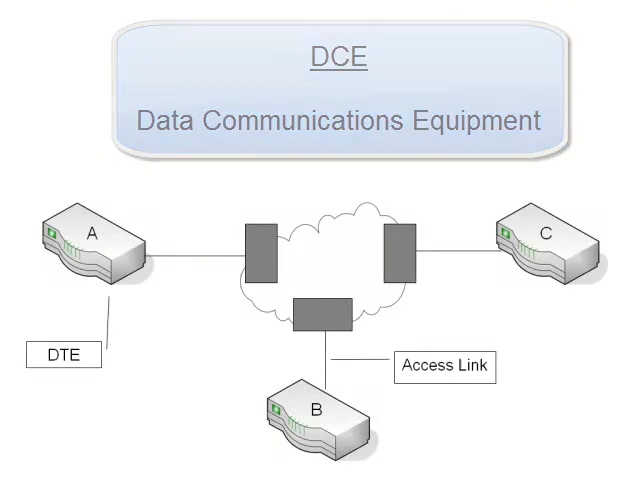 DCE
Data Communications Equipment
A
C
DTE
Access Link
B